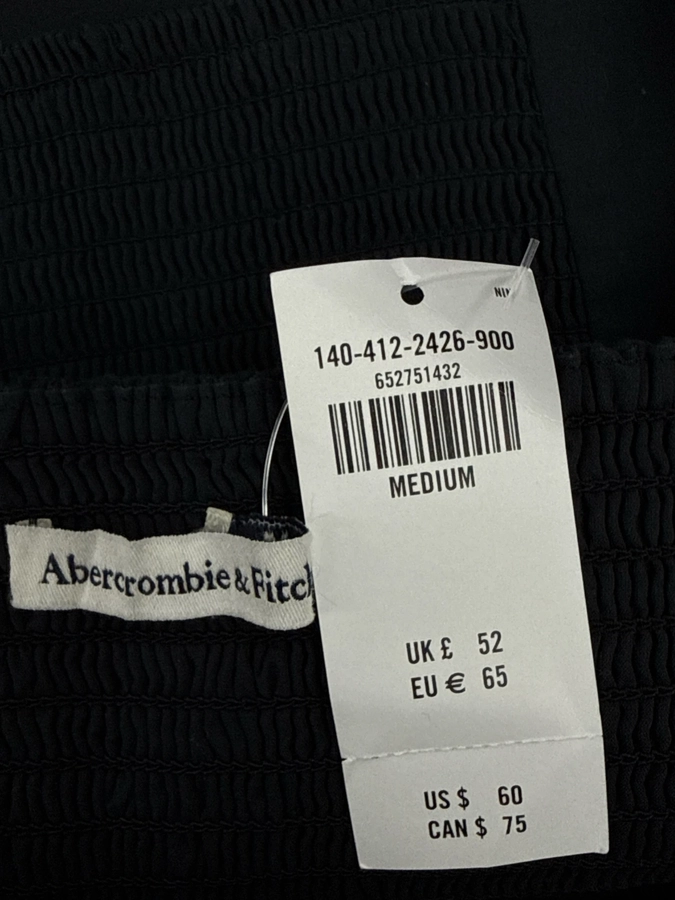 140-412-2426-900
652751432
MEDIUM
Abercrombie & Fitch
UK £ 52
EU € 65
US $ 60
CAN $ 75